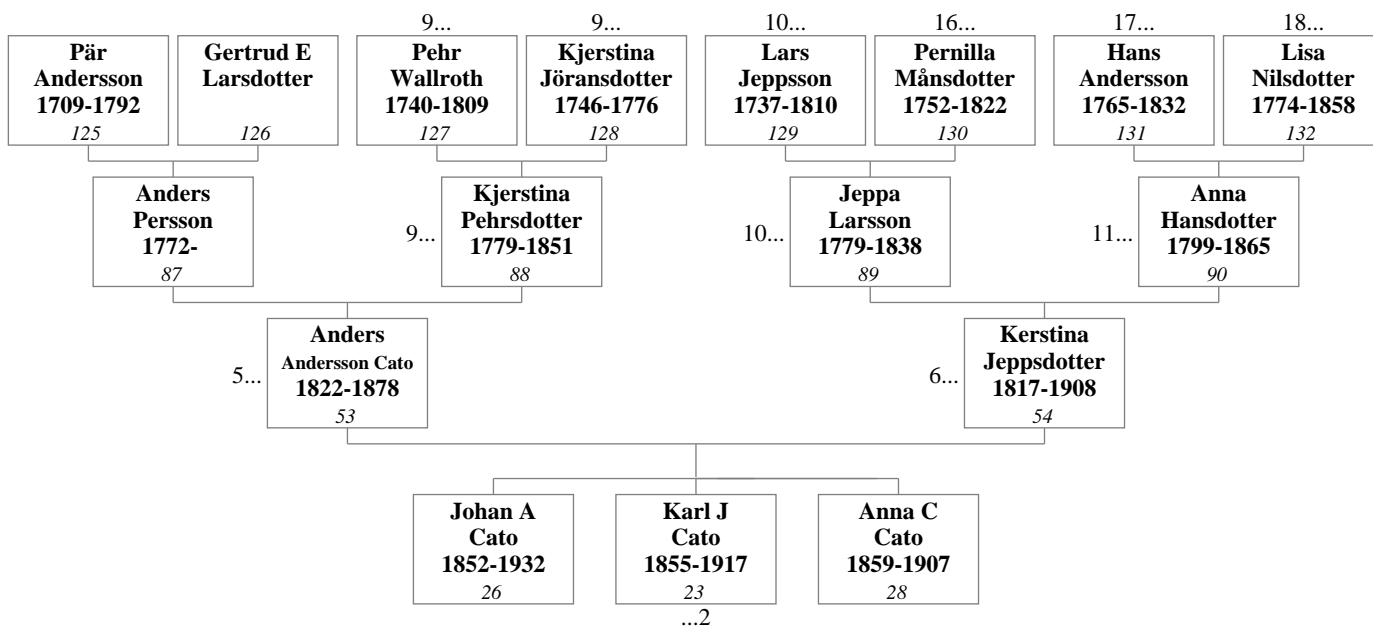 9...
9...
10...
16...
17...
18...
Pär
Andersson
1709-1792
125
Gertrud E
Larsdotter
126
Pehr
Wallroth
1740-1809
127
Kjerstina
Jöransdotter
1746-1776
128
Lars
Jeppsson
1737-1810
129
Pernilla
Månsdotter
1752-1822
130
Hans
Andersson
1765-1832
131
Lisa
Nilsdotter
1774-1858
132
Anders
Persson
1772-
87
9...
Kjerstina
Pehrsdotter
1779-1851
88
10...
Jeppa
Larsson
1779-1838
89
11...
Anna
Hansdotter
1799-1865
90
5...
Anders
Andersson Cato
1822-1878
53
6...
Kerstina
Jeppsdotter
1817-1908
54
Johan A
Cato
1852-1932
26
Karl J
Cato
1855-1917
23
Anna C
Cato
1859-1907
28
...2